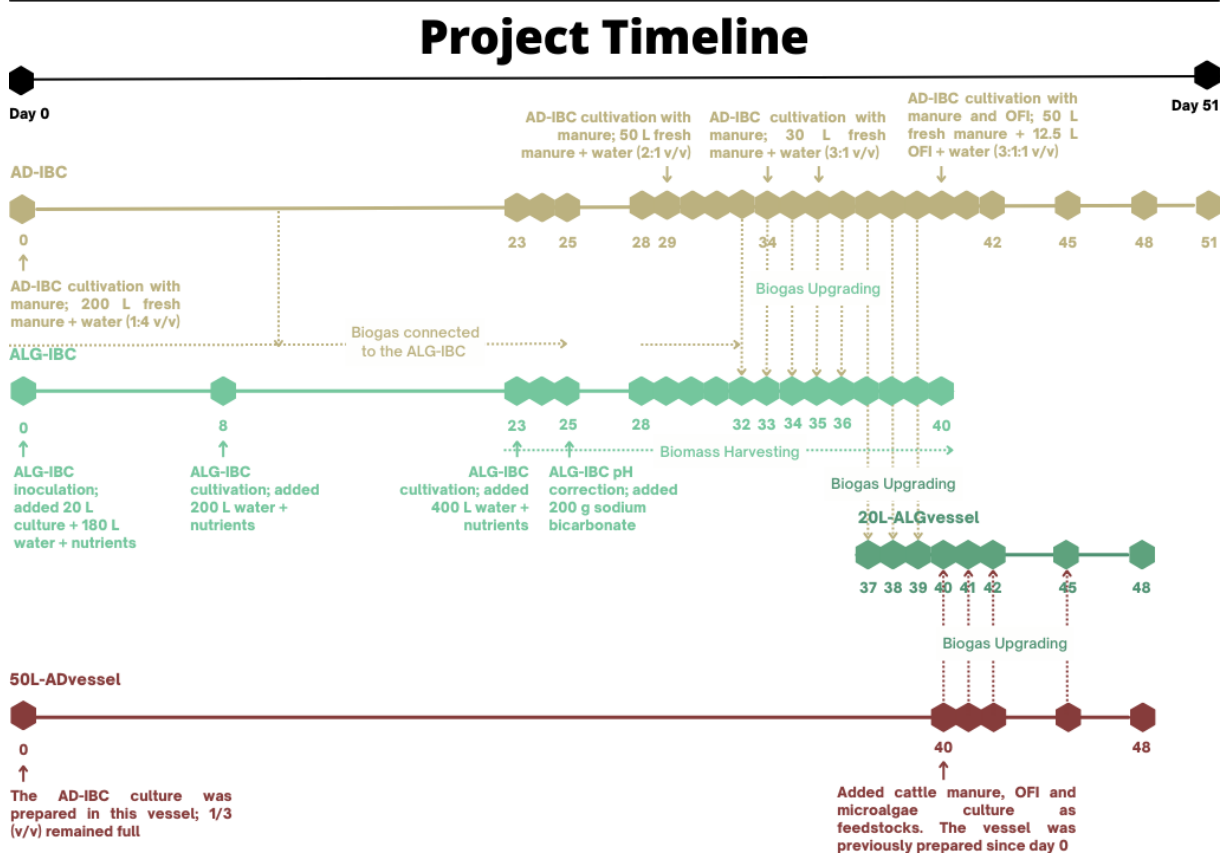 Project Timeline
Day 0
Day 51
AD-IBC cultivation with
manure; 50 L fresh
manure + water (2:1 v/v)
AD-IBC cultivation with
manure; 30 L fresh
manure + water (3:1 v/v)
AD-IBC cultivation with
manure and OFI; 50 L
fresh manure + 12.5 L
OFI + water (3:1:1 v/v)
AD-IBC
0
23
25
28
29
34
42
45
48
51
AD-IBC cultivation with
manure; 200 L fresh
manure + water (1:4 v/v)
Biogas Upgrading
Biogas connected
to the ALG-IBC
ALG-IBC
0
8
23
25
28
32
33
34
35
36
40
ALG-IBC
inoculation;
added 20 L
culture + 180 L
water + nutrients
ALG-IBC
cultivation; added
200 L water +
nutrients
ALG-IBC
cultivation; added
400 L water +
nutrients
ALG-IBC pH
correction; added
200 g sodium
bicarbonate
Biomass Harvesting
Biogas Upgrading
20L-ALGvessel
37
38
39
40
41
42
45
48
Biogas Upgrading
50L-ADvessel
0
40
48
The AD-IBC culture was
prepared in this vessel; 1/3
(v/v) remained full
Added cattle manure, OFI and
microalgae culture as
feedstocks. The vessel was
previously prepared since day 0